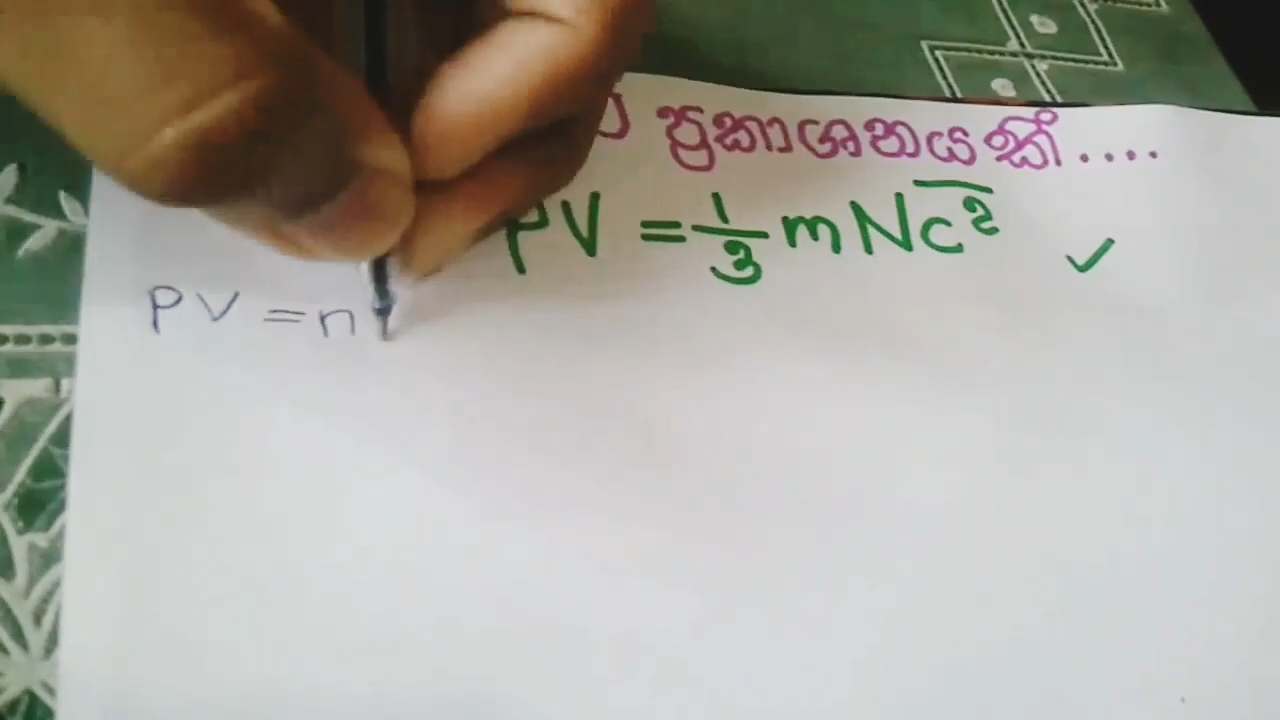 ප්‍රකාශනයකි....
PV = 1/3 mNc̅²̅ ✓
PV = n